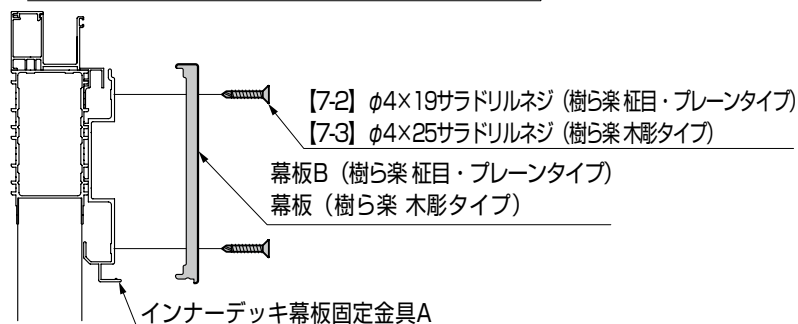 【7-2】φ4×19サラドリルネジ（樹ら楽 柾目・プレーンタイプ）
【7-3】φ4×25サラドリルネジ（樹ら楽 木彫タイプ）
幕板B（樹ら楽 柾目・プレーンタイプ）
幕板（樹ら楽 木彫タイプ）
インナーデッキ幕板固定金具A